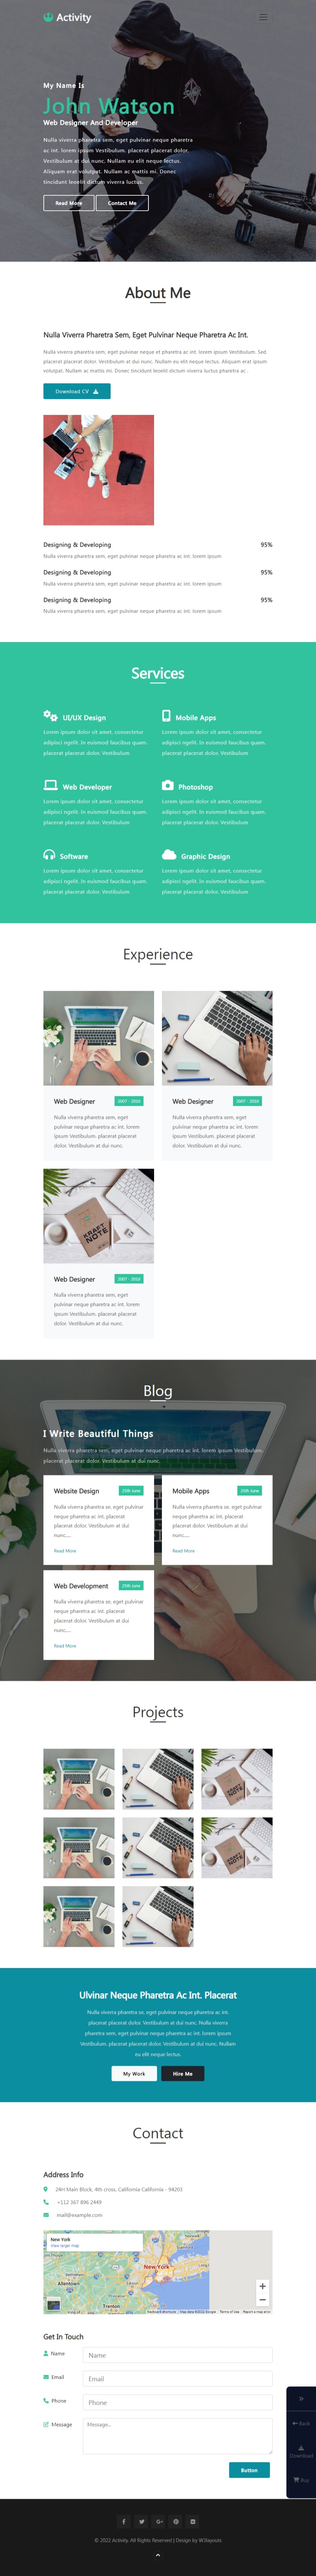 Activity
My Name Is
John Watson
Web Designer And Developer
Nulla viverra pharetra sem, eget pulvinar neque pharetra
ac int. lorem ipsum Vestibulum. placerat placerat dolor.
Vestibulum at dui nunc. Nullam eu elit neque lectus.
Aliquam erat volutpat. Nullam ac mattis mi. Donec
tincidunt leoelit dictum viverra luctus.
Read More
Contact Me
About Me
Nulla Viverra Pharetra Sem, Eget Pulvinar Neque Pharetra Ac Int.
Nulla viverra pharetra sem, eget pulvinar neque et pharetra ac int. lorem ipsum Vestibulum. Sed
placerat placerat dolor. Vestibulum at dui nunc. Nullam eu elit neque lectus. Aliquam erat ipsum
volutpat. Nullam ac mattis mi. Donec tincidunt leoelit dictum viverra luctus pharetra ac .
Download CV
Designing & Developing 95%
Nulla viverra pharetra sem, eget pulvinar neque pharetra ac int. lorem ipsum
Designing & Developing 95%
Nulla viverra pharetra sem, eget pulvinar neque pharetra ac int. lorem ipsum
Designing & Developing 95%
Nulla viverra pharetra sem, eget pulvinar neque pharetra ac int. lorem ipsum
Services
UI/UX Design
Lorem ipsum dolor sit amet, consectetur
adipisci ngelit. In euismod faucibus quam.
placerat placerat dolor. Vestibulum
Mobile Apps
Lorem ipsum dolor sit amet, consectetur
adipisci ngelit. In euismod faucibus quam.
placerat placerat dolor. Vestibulum
Web Developer
Lorem ipsum dolor sit amet, consectetur
adipisci ngelit. In euismod faucibus quam.
placerat placerat dolor. Vestibulum
Photoshop
Lorem ipsum dolor sit amet, consectetur
adipisci ngelit. In euismod faucibus quam.
placerat placerat dolor. Vestibulum
Software
Lorem ipsum dolor sit amet, consectetur
adipisci ngelit. In euismod faucibus quam.
placerat placerat dolor. Vestibulum
Graphic Design
Lorem ipsum dolor sit amet, consectetur
adipisci ngelit. In euismod faucibus quam.
placerat placerat dolor. Vestibulum
Experience
Web Designer 2007 - 2010
Nulla viverra pharetra sem, eget
pulvinar neque pharetra ac int. lorem
ipsum Vestibulum. placerat placerat
dolor. Vestibulum at dui nunc.
Web Designer 2007 - 2010
Nulla viverra pharetra sem, eget
pulvinar neque pharetra ac int. lorem
ipsum Vestibulum. placerat placerat
dolor. Vestibulum at dui nunc.
KRAFT
NOTE
Web Designer 2007 - 2010
Nulla viverra pharetra sem, eget
pulvinar neque pharetra ac int. lorem
ipsum Vestibulum. placerat placerat
dolor. Vestibulum at dui nunc.
Blog
I Write Beautiful Things
Nulla viverra pharetra sem, eget pulvinar neque pharetra ac int. lorem ipsum Vestibulum.
placerat placerat dolor. Vestibulum at dui nunc.
Website Design 25th June
Nulla viverra pharetra se, eget pulvinar
neque pharetra ac int. placerat
placerat dolor. Vestibulum at dui
nunc.....
Read More
Mobile Apps 25th June
Nulla viverra pharetra se, eget pulvinar
neque pharetra ac int. placerat
placerat dolor. Vestibulum at dui
nunc.....
Read More
Web Development 25th June
Nulla viverra pharetra se, eget pulvinar
neque pharetra ac int. placerat
placerat dolor. Vestibulum at dui
nunc.....
Read More
Projects
KRAFT
NOTE
KRAFT
NOTE
Ulvinar Neque Pharetra Ac Int. Placerat
Nulla viverra pharetra se, eget pulvinar neque pharetra ac int.
placerat placerat dolor. Vestibulum at dui nunc. Nulla viverra
pharetra sem, eget pulvinar neque pharetra ac int. lorem ipsum
Vestibulum. placerat placerat dolor. Vestibulum at dui nunc. Nullam
eu elit neque lectus.
My Work
Hire Me
Contact
Address Info
24H Main Block, 4th cross, California California - 94203
+112 367 896 2449
mail@example.com
New York
View larger map
New York
Allentown
Trenton
Keyboard shortcuts
Map data ©2022 Google
Terms of Use
Report a map error
Get In Touch
Name
Name
Email
Email
Phone
Phone
Message
Message...
Button
Back
Download
Buy
© 2022 Activity. All Rights Reserved | Design by W3layouts